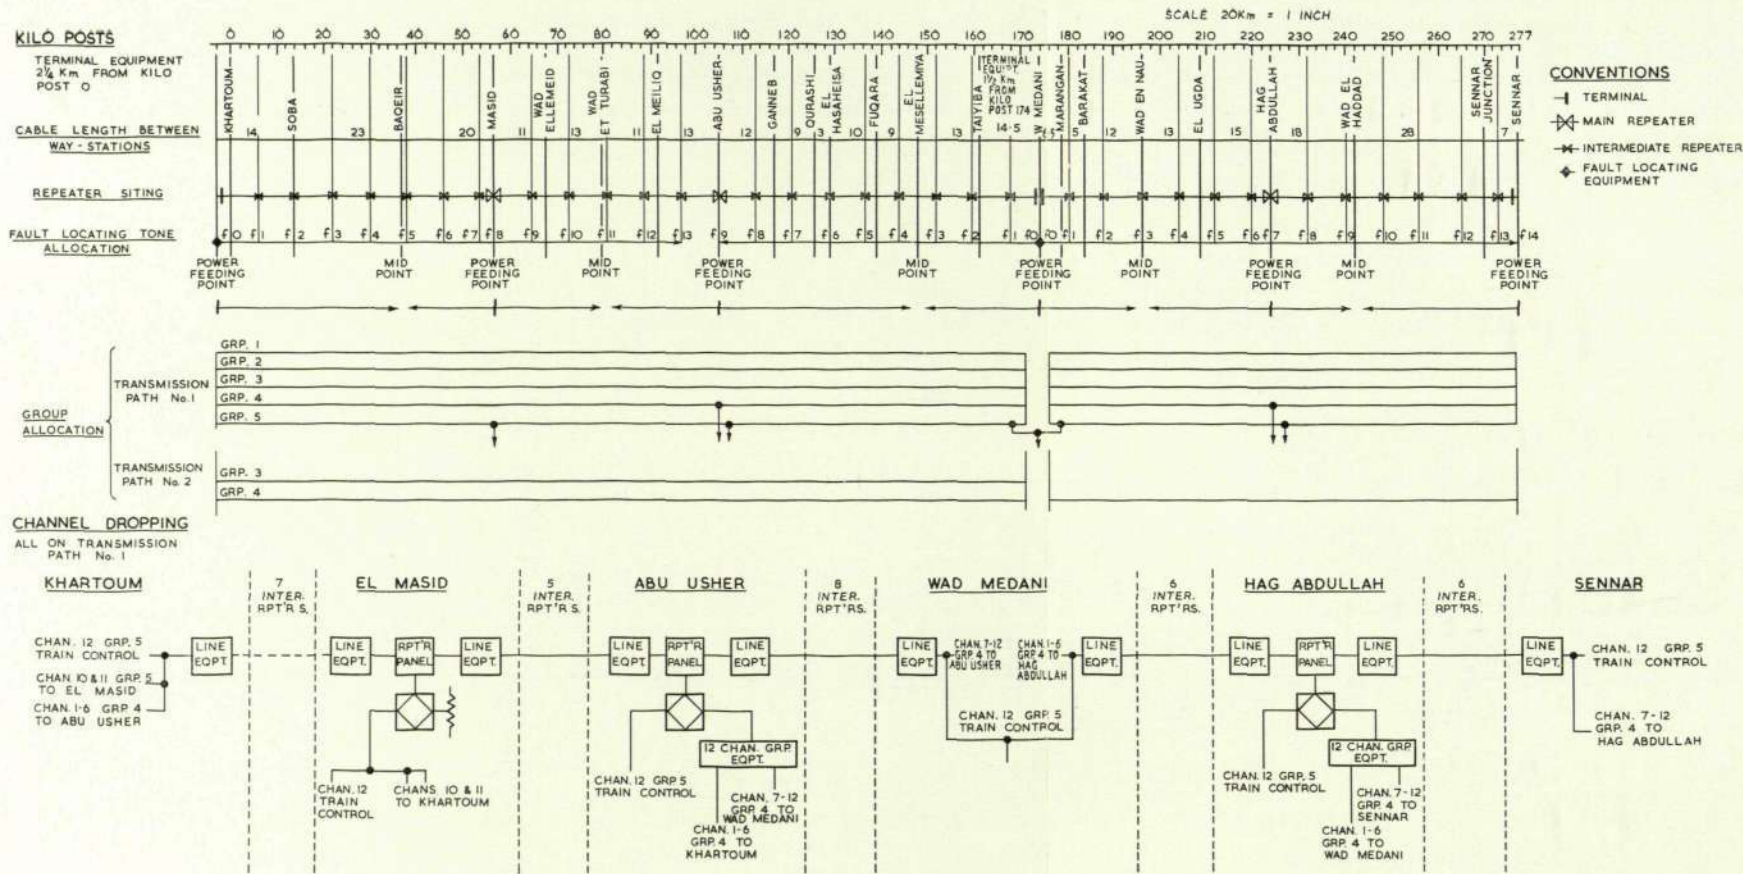 SCALE 20Km = 1 INCH
KILO POSTS
0 10 20 30 40 50 60 70 80 90 100 110 120 130 140 150 160 170 180 190 200 210 220 230 240 250 260 270 277
TERMINAL EQUIPMENT
2¼ Km FROM KILO
POST 0
KHARTOUM
SOBA
BAQEIR
MASID
WAD
ELLEMEID
WAD
ET TURABI
EL MEILIQ
ABU USHER
GANNEB
QURASHI
EL
HASAHEISA
FUQARA
EL
MESELLEMIYA
TAIYIBA
TERMINAL
EQUIPT.
1½ Km
FROM
KILO
POST 174
W MEDANI
MARANGAN
BARAKAT
WAD EN NAU
EL UGDA
HAG
ABDULLAH
WAD EL
HADDAD
SENNAR
JUNCTION
SENNAR
CABLE LENGTH BETWEEN
WAY-STATIONS
14 23 20 11 13 11 13 12 9 3 10 9 13 14·5 5 12 13 15 18 28 7
REPEATER SITING
FAULT LOCATING TONE
ALLOCATION
f0 f1 f2 f3 f4 f5 f6 f7 f8 f9 f10 f11 f12 f13 f9 f8 f7 f6 f5 f4 f3 f2 f1 f0 f0 f1 f2 f3 f4 f5 f6 f7 f8 f9 f10 f11 f12 f13 f14
POWER
FEEDING
POINT
MID
POINT
POWER
FEEDING
POINT
MID
POINT
POWER
FEEDING
POINT
MID
POINT
POWER
FEEDING
POINT
MID
POINT
POWER
FEEDING
POINT
MID
POINT
POWER
FEEDING
POINT
CONVENTIONS
TERMINAL
MAIN REPEATER
INTERMEDIATE REPEATER
FAULT LOCATING
EQUIPMENT
GROUP
ALLOCATION
TRANSMISSION
PATH No.1
GRP. 1
GRP. 2
GRP. 3
GRP. 4
GRP. 5
TRANSMISSION
PATH No. 2
GRP. 3
GRP. 4
CHANNEL DROPPING
ALL ON TRANSMISSION
PATH No. 1
KHARTOUM
7
INTER.
RPT'R S.
EL MASID
5
INTER.
RPT'R S.
ABU USHER
8
INTER.
RPT'RS.
WAD MEDANI
6
INTER.
RPT'RS.
HAG ABDULLAH
6
INTER.
RPT'RS.
SENNAR
CHAN. 12 GRP. 5
TRAIN CONTROL
CHAN 10 & 11 GRP. 5
TO EL MASID
CHAN. 1-6 GRP 4
TO ABU USHER
LINE
EQPT.
LINE
EQPT.
RPT'R
PANEL
LINE
EQPT.
CHAN. 12
TRAIN
CONTROL
CHANS 10 & 11
TO KHARTOUM
LINE
EQPT.
RPT'R
PANEL
LINE
EQPT.
12 CHAN. GRP.
EQPT.
CHAN. 12 GRP 5
TRAIN CONTROL
CHAN. 7-12
GRP. 4 TO
WAD MEDANI
CHAN. 1-6
GRP. 4 TO
KHARTOUM
LINE
EQPT.
CHAN. 7-12
GRP 4 TO
ABU USHER
CHAN. 1-6
GRP 4 TO
HAG
ABDULLAH
LINE
EQPT.
CHAN. 12 GRP. 5
TRAIN CONTROL
LINE
EQPT.
RPT'R
PANEL
LINE
EQPT.
12 CHAN. GRP
EQPT.
CHAN. 12 GRP. 5
TRAIN CONTROL
CHAN. 7-12
GRP 4 TO
SENNAR
CHAN. 1-6
GRP. 4 TO
WAD MEDANI
LINE
EQPT.
CHAN. 12 GRP. 5
TRAIN CONTROL
CHAN. 7-12
GRP. 4 TO
HAG ABDULLAH